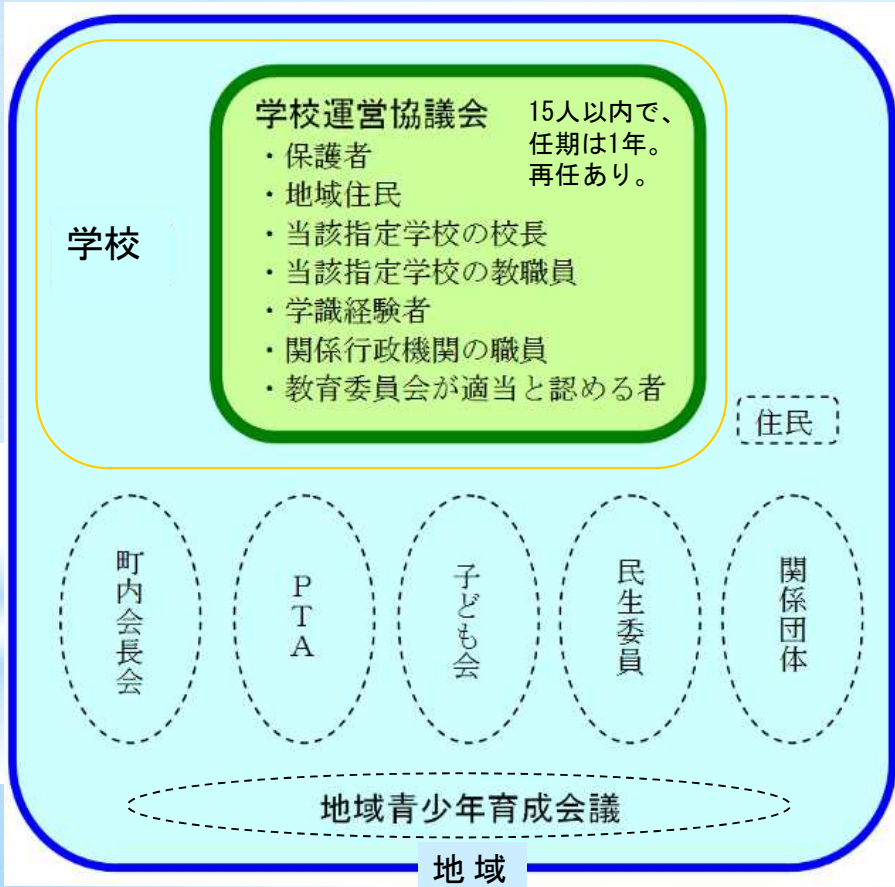 学校運営協議会
15人以内で、
任期は1年。
再任あり。
・保護者
・地域住民
・当該指定学校の校長
・当該指定学校の教職員
・学識経験者
・関係行政機関の職員
・教育委員会が適当と認める者
学校
住民
町内会長会
PTA
子ども会
民生委員
関係団体
地域青少年育成会議
地域